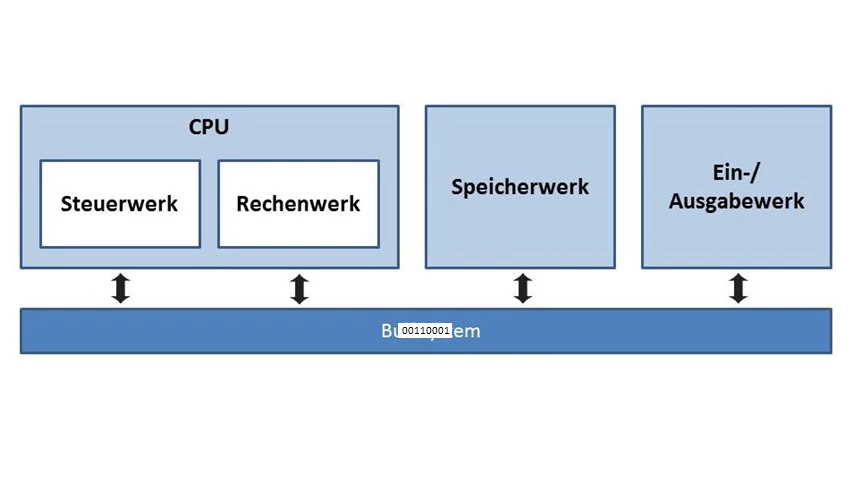 CPU
Steuerwerk
Rechenwerk
Speicherwerk
Ein-/
Ausgabewerk
00110001